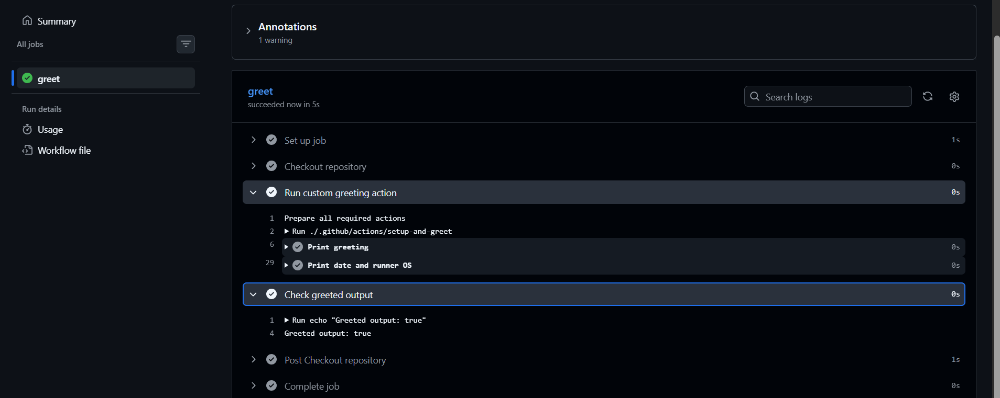 Summary
All jobs
greet
Run details
Usage
Workflow file
Annotations
1 warning
greet
succeeded now in 5s
Search logs
Set up job 1s
Checkout repository 0s
Run custom greeting action 0s
1 Prepare all required actions
2 Run ./.github/actions/setup-and-greet
6 Print greeting 0s
29 Print date and runner OS 0s
Check greeted output 0s
1 Run echo "Greeted output: true"
4 Greeted output: true
Post Checkout repository 1s
Complete job 0s